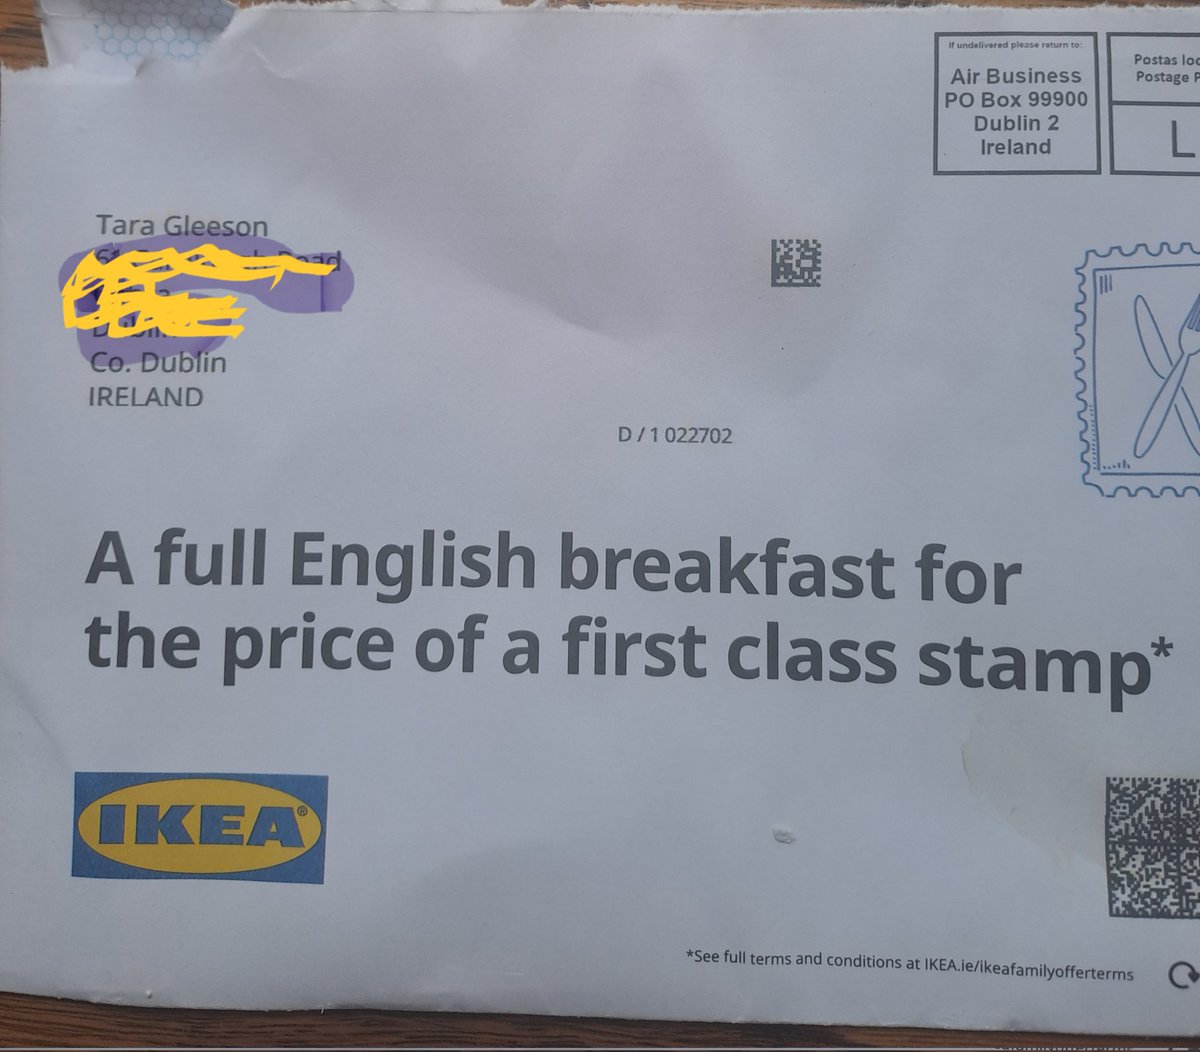 If undelivered please return to:
Air Business
PO Box 99900
Dublin 2
Ireland
Postas
Postage
L
Tara Gleeson
Co. Dublin
IRELAND
D / 1 022702
A full English breakfast for
the price of a first class stamp*
IKEA®
*See full terms and conditions at IKEA.ie/ikeafamilyofferterms